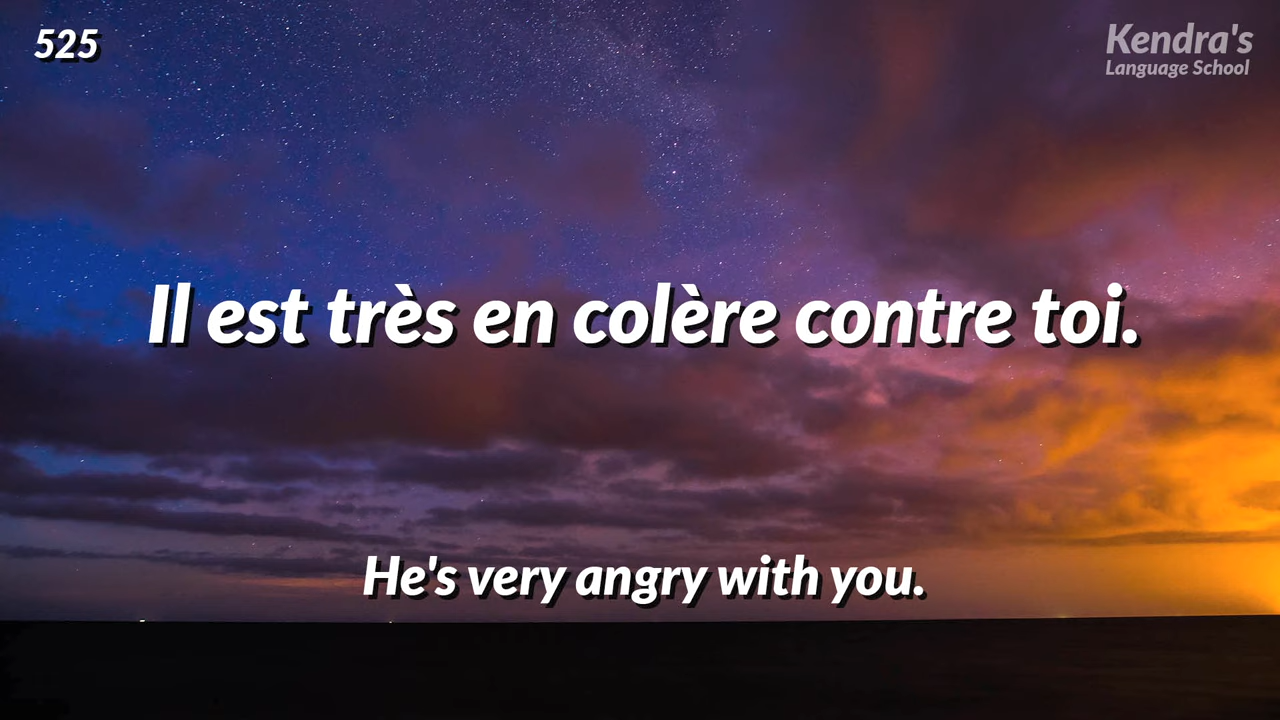 525
Kendra's
Language School
Il est très en colère contre toi.
He's very angry with you.